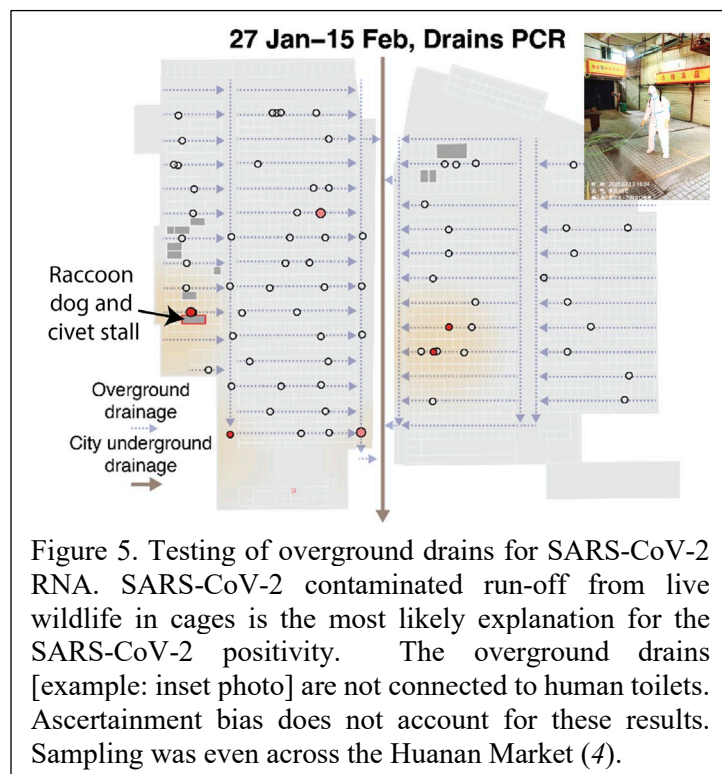 27 Jan–15 Feb, Drains PCR
Raccoon
dog and
civet stall
Overground
drainage
City underground
drainage
Figure 5. Testing of overground drains for SARS-CoV-2
RNA. SARS-CoV-2 contaminated run-off from live
wildlife in cages is the most likely explanation for the
SARS-CoV-2 positivity. The overground drains
[example: inset photo] are not connected to human toilets.
Ascertainment bias does not account for these results.
Sampling was even across the Huanan Market (4).